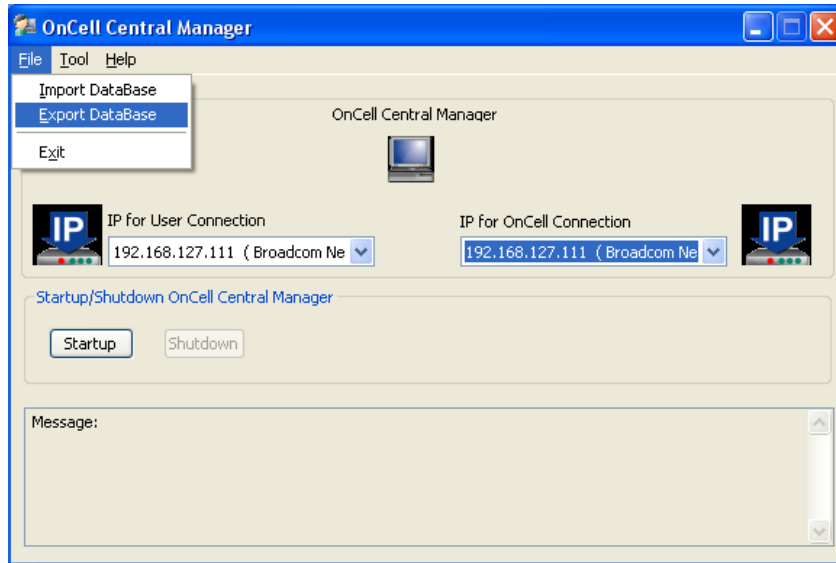 OnCell Central Manager
File Tool Help
Import DataBase
Export DataBase
Exit
OnCell Central Manager
IP
IP for User Connection
192.168.127.111 ( Broadcom Ne
IP for OnCell Connection
192.168.127.111 ( Broadcom Ne
IP
Startup/Shutdown OnCell Central Manager
Startup Shutdown
Message: